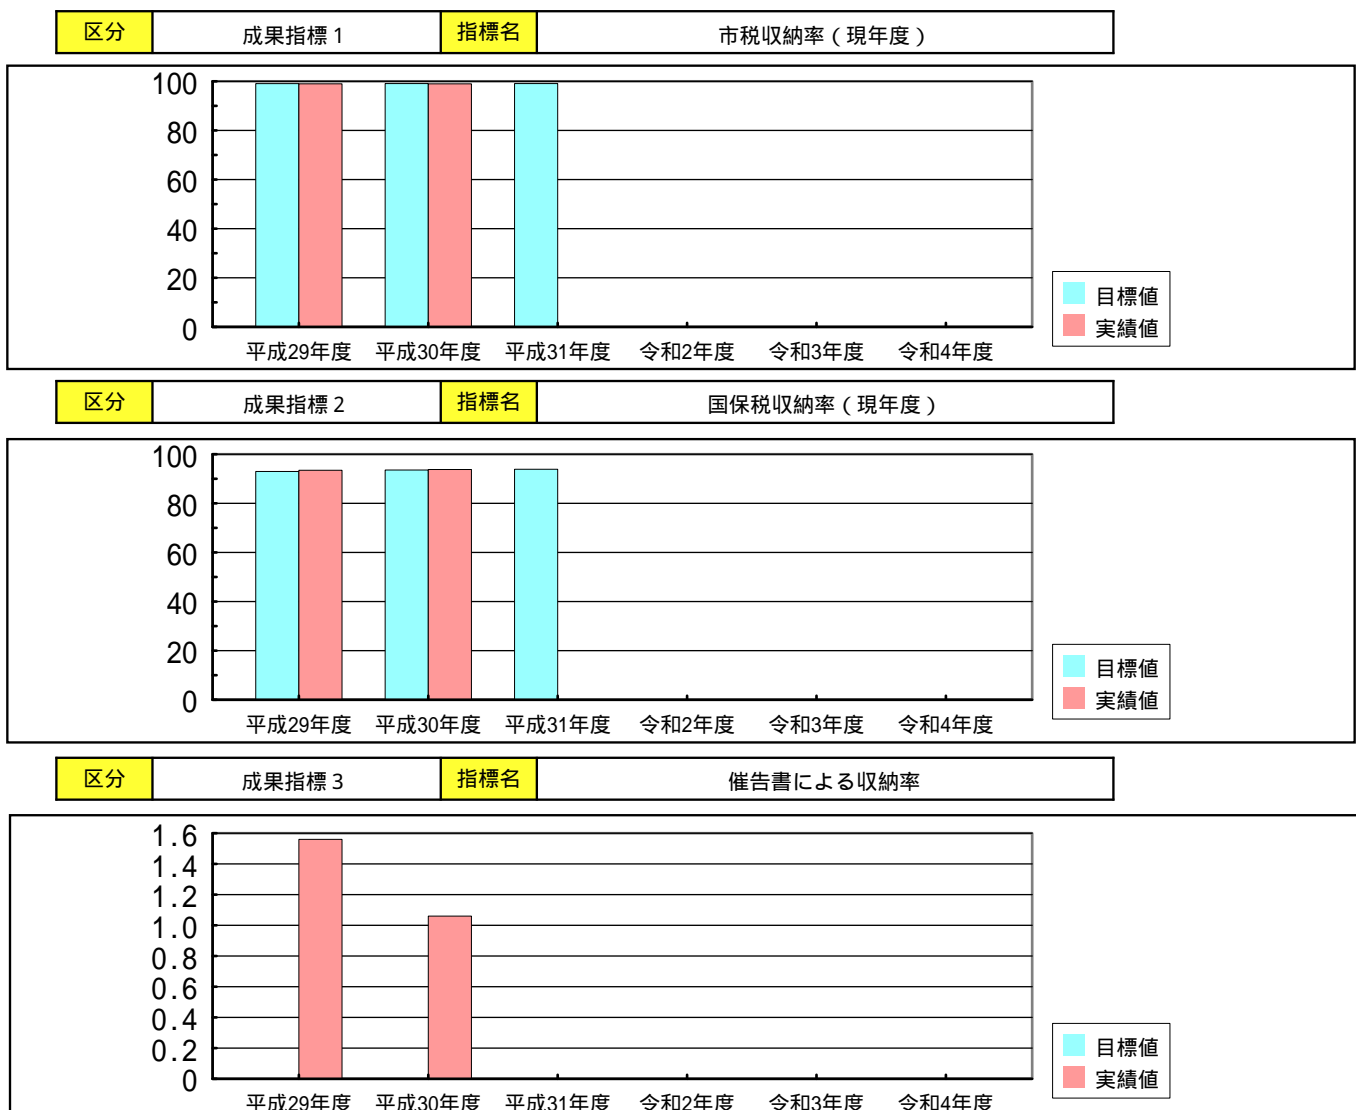 区分 成果指標1 指標名 市税収納率(現年度)
100
80
60
40
20
0
平成29年度 平成30年度 平成31年度 令和2年度 令和3年度 令和4年度
目標値
実績値
区分 成果指標2 指標名 国保税収納率(現年度)
100
80
60
40
20
0
平成29年度 平成30年度 平成31年度 令和2年度 令和3年度 令和4年度
目標値
実績値
区分 成果指標3 指標名 催告書による収納率
1.6
1.4
1.2
1.0
0.8
0.6
0.4
0.2
0
平成29年度 平成30年度 平成31年度 令和2年度 令和3年度 令和4年度
目標値
実績値